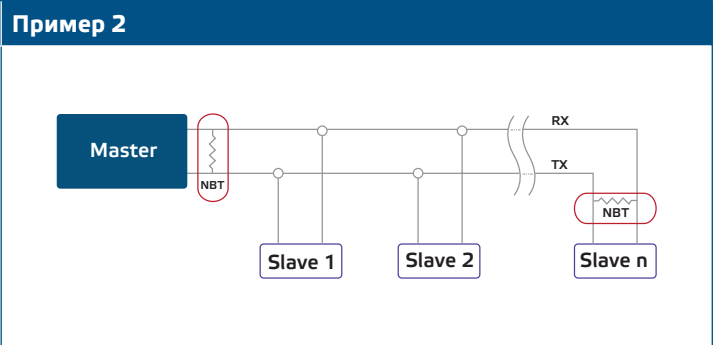 Пример 2
RX
Master
TX
NBT
NBT
Slave 1
Slave 2
Slave n